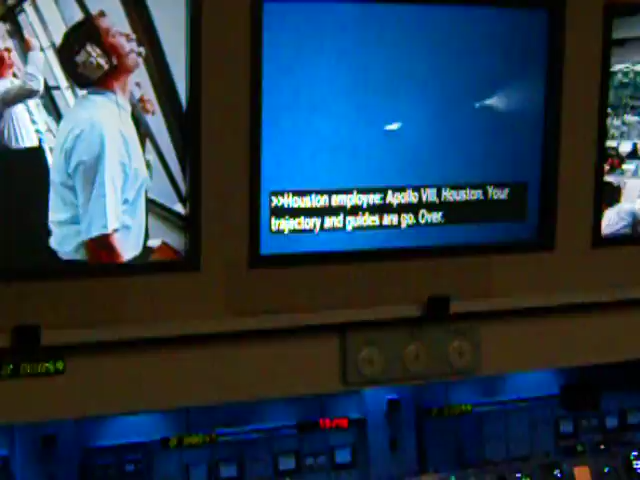 >>Houston employee: Apollo VIII, Houston. Your
trajectory and guides are go. Over.